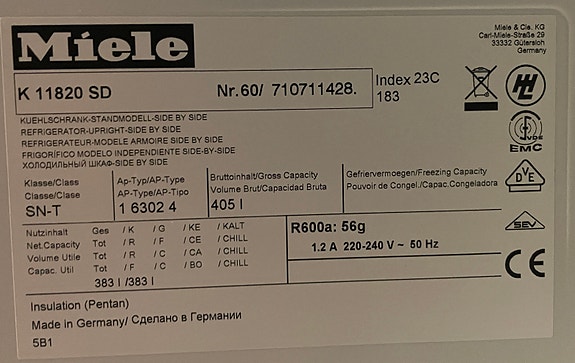 Miele
Miele & Cie. KG
Carl-Miele-Straße 29
33332 Gütersloh
Germany
K 11820 SD Nr.60/ 710711428. Index 23C
183
KUEHLSCHRANK-STANDMODELL-SIDE BY SIDE
REFRIGERATOR-UPRIGHT-SIDE BY SIDE
REFRIGERATEUR-MODELE ARMOIRE SIDE-BY-SIDE
FRIGORÍFICO MODELO INDEPENDIENTE SIDE-BY-SIDE
ХОЛОДИЛЬНЫЙ ШКАФ-SIDE BY SIDE
VDE
EMC
Klasse/Class
Classe/Clase
SN-T
Ap-Typ/AP-Type
AP-Type/AP-Tipo
1 6302 4
Bruttoinhalt/Gross Capacity
Volume Brut/Capacidad Bruta
405 l
Gefriervermoegen/Freezing Capacity
Pouvoir de Congel./Capac.Congeladora
DVE
Nutzinhalt Ges / K / G / KE / KALT
Net.Capacity Tot / R / F / CE / CHILL
Volume Utile Tot / R / C / CA / CHILL
Capac. Util Tot / F / C / BO / CHILL
383 l /383 l
R600a: 56g
1.2 A 220-240 V ~ 50 Hz
SEV
CE
Insulation (Pentan)
Made in Germany/ Сделано в Германии
5B1